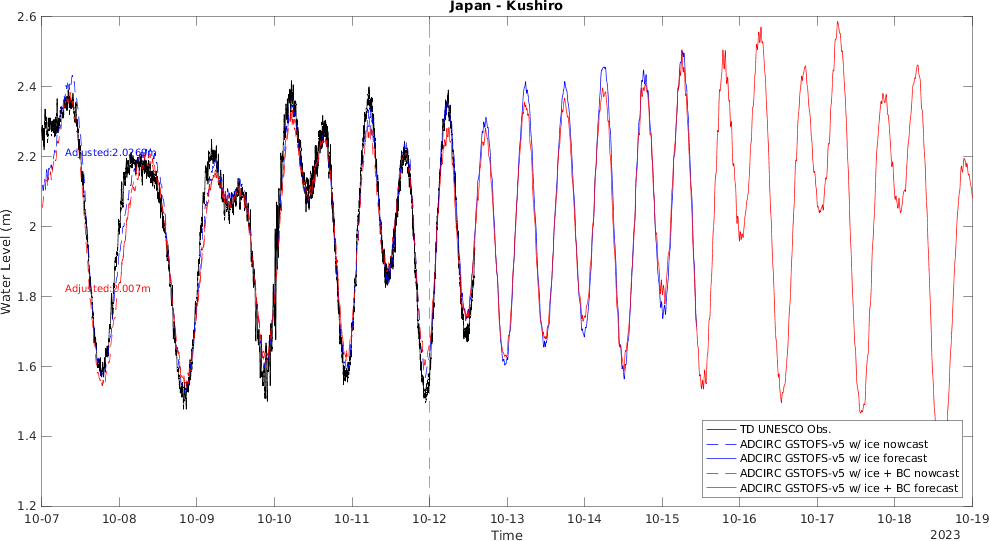 Japan - Kushiro
2.6
2.4
2.2
2
1.8
1.6
1.4
1.2
Water Level (m)
Adjusted:2.0269m
Adjusted:2.007m
TD UNESCO Obs.
ADCIRC GSTOFS-v5 w/ ice nowcast
ADCIRC GSTOFS-v5 w/ ice forecast
ADCIRC GSTOFS-v5 w/ ice + BC nowcast
ADCIRC GSTOFS-v5 w/ ice + BC forecast
10-07 10-08 10-09 10-10 10-11 10-12 10-13 10-14 10-15 10-16 10-17 10-18 10-19
Time
2023